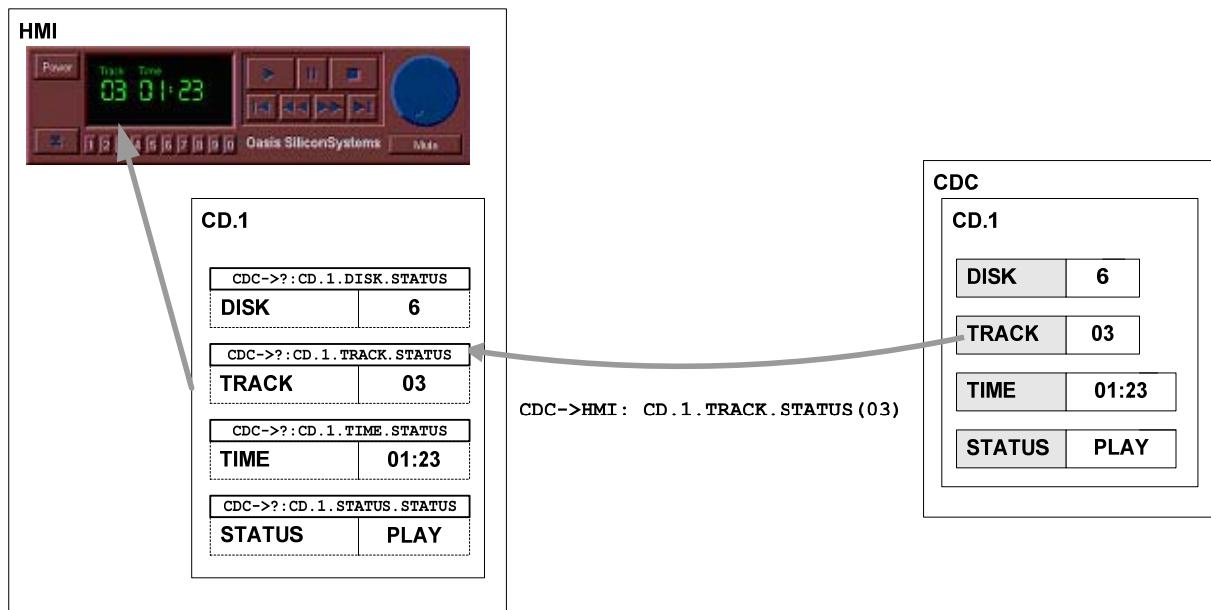 HMI
Power
Track Time
03 01:23
1 2 4 5 6 7 8 9 0
Oasis SiliconSystems
Mute
CD.1
CDC->?:CD.1.DISK.STATUS
DISK 6
CDC->?:CD.1.TRACK.STATUS
TRACK 03
CDC->?:CD.1.TIME.STATUS
TIME 01:23
CDC->?:CD.1.STATUS.STATUS
STATUS PLAY
CDC->HMI: CD.1.TRACK.STATUS(03)
CDC
CD.1
DISK 6
TRACK 03
TIME 01:23
STATUS PLAY